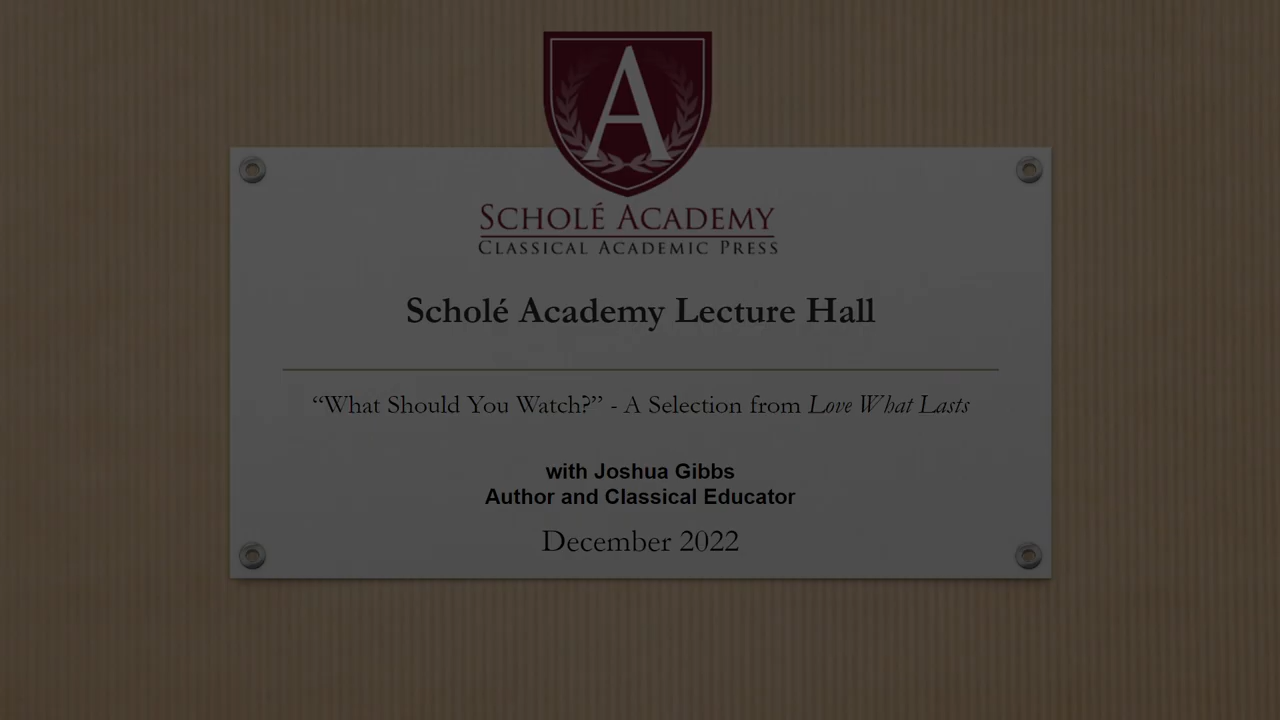 A
SCHOLÉ ACADEMY
CLASSICAL ACADEMIC PRESS
Scholé Academy Lecture Hall
“What Should You Watch?” - A Selection from Love What Lasts
with Joshua Gibbs
Author and Classical Educator
December 2022